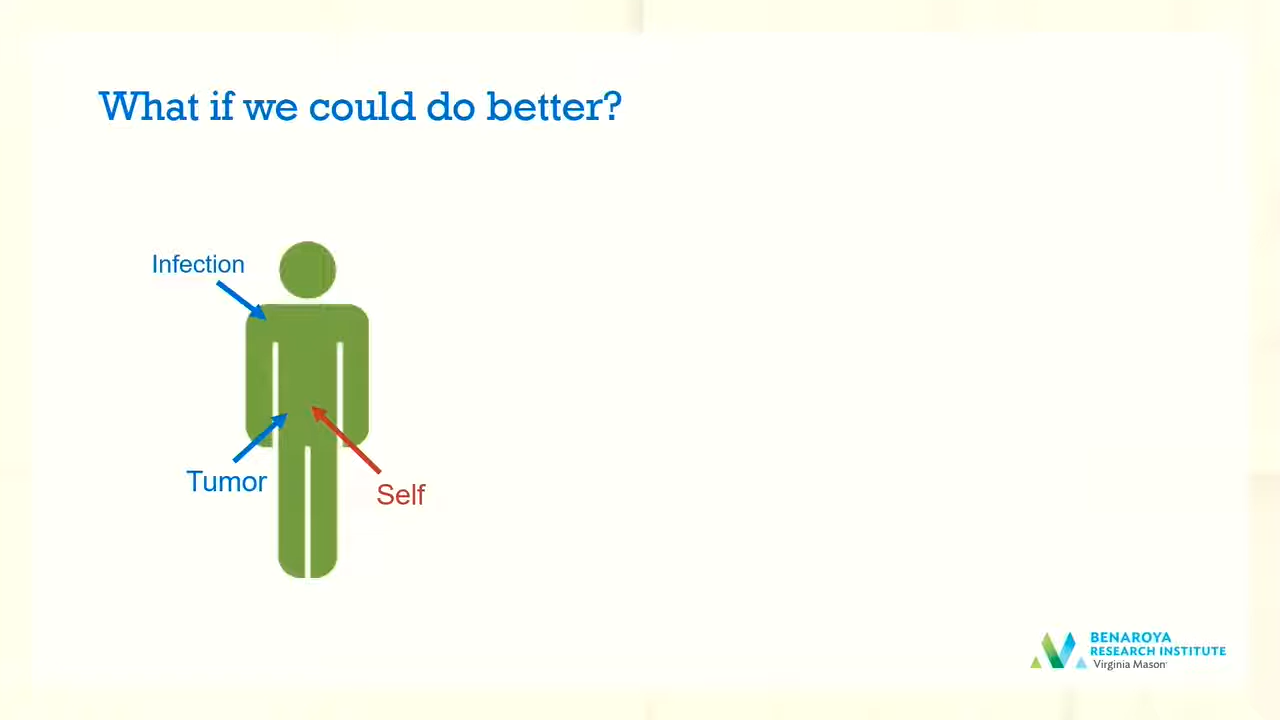 What if we could do better?
Infection
Tumor
Self
BENAROYA
RESEARCH INSTITUTE
Virginia Mason